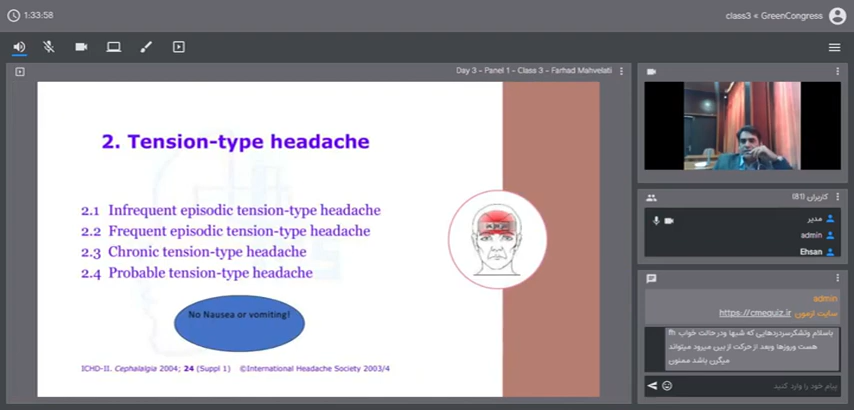 1:33:58
class3 « GreenCongress
Day 3 - Panel 1 - Class 3 - Farhad Mahvelati
2. Tension-type headache
2.1 Infrequent episodic tension-type headache
2.2 Frequent episodic tension-type headache
2.3 Chronic tension-type headache
2.4 Probable tension-type headache
No Nausea or vomiting!
ICHD-II. Cephalalgia 2004; 24 (Suppl 1) ©International Headache Society 2003/4
کاربران (81)
مدیر
admin
Ehsan
admin
سایت ازمون https://cmequiz.ir
باسلام وتشکرسردردهایی که شبها ودر حالت خواب
هست وروزها وبعد از حرکت از بین میرود میتواند
میگرن باشد ممنون
پیام خود را وارد کنید